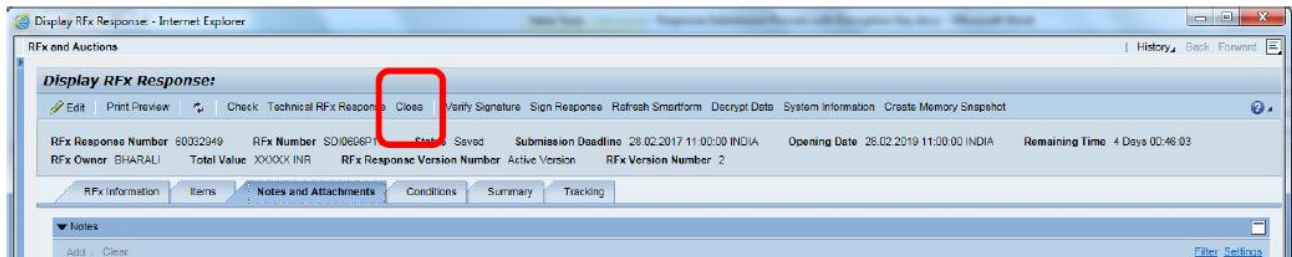 Display RFx Response: - Internet Explorer
RFx and Auctions | History Back Forward
Display RFx Response:
Edit | Print Preview Check Technical RFx Response Close | Verify Signature Sign Response Refresh Smartform Decrypt Data System Information Create Memory Snapshot
RFx Response Number 60032949 RFx Number Status Saved Submission Deadline 28.02.2017 11:00:00 INDIA Opening Date 28.02.2019 11:00:00 INDIA Remaining Time 4 Days 00:46:03
RFx Owner BHARALI Total Value XXXXX INR RFx Response Version Number Active Version RFx Version Number 2
RFx Information Items Notes and Attachments Conditions Summary Tracking
Notes
Add Clear Filter Settings